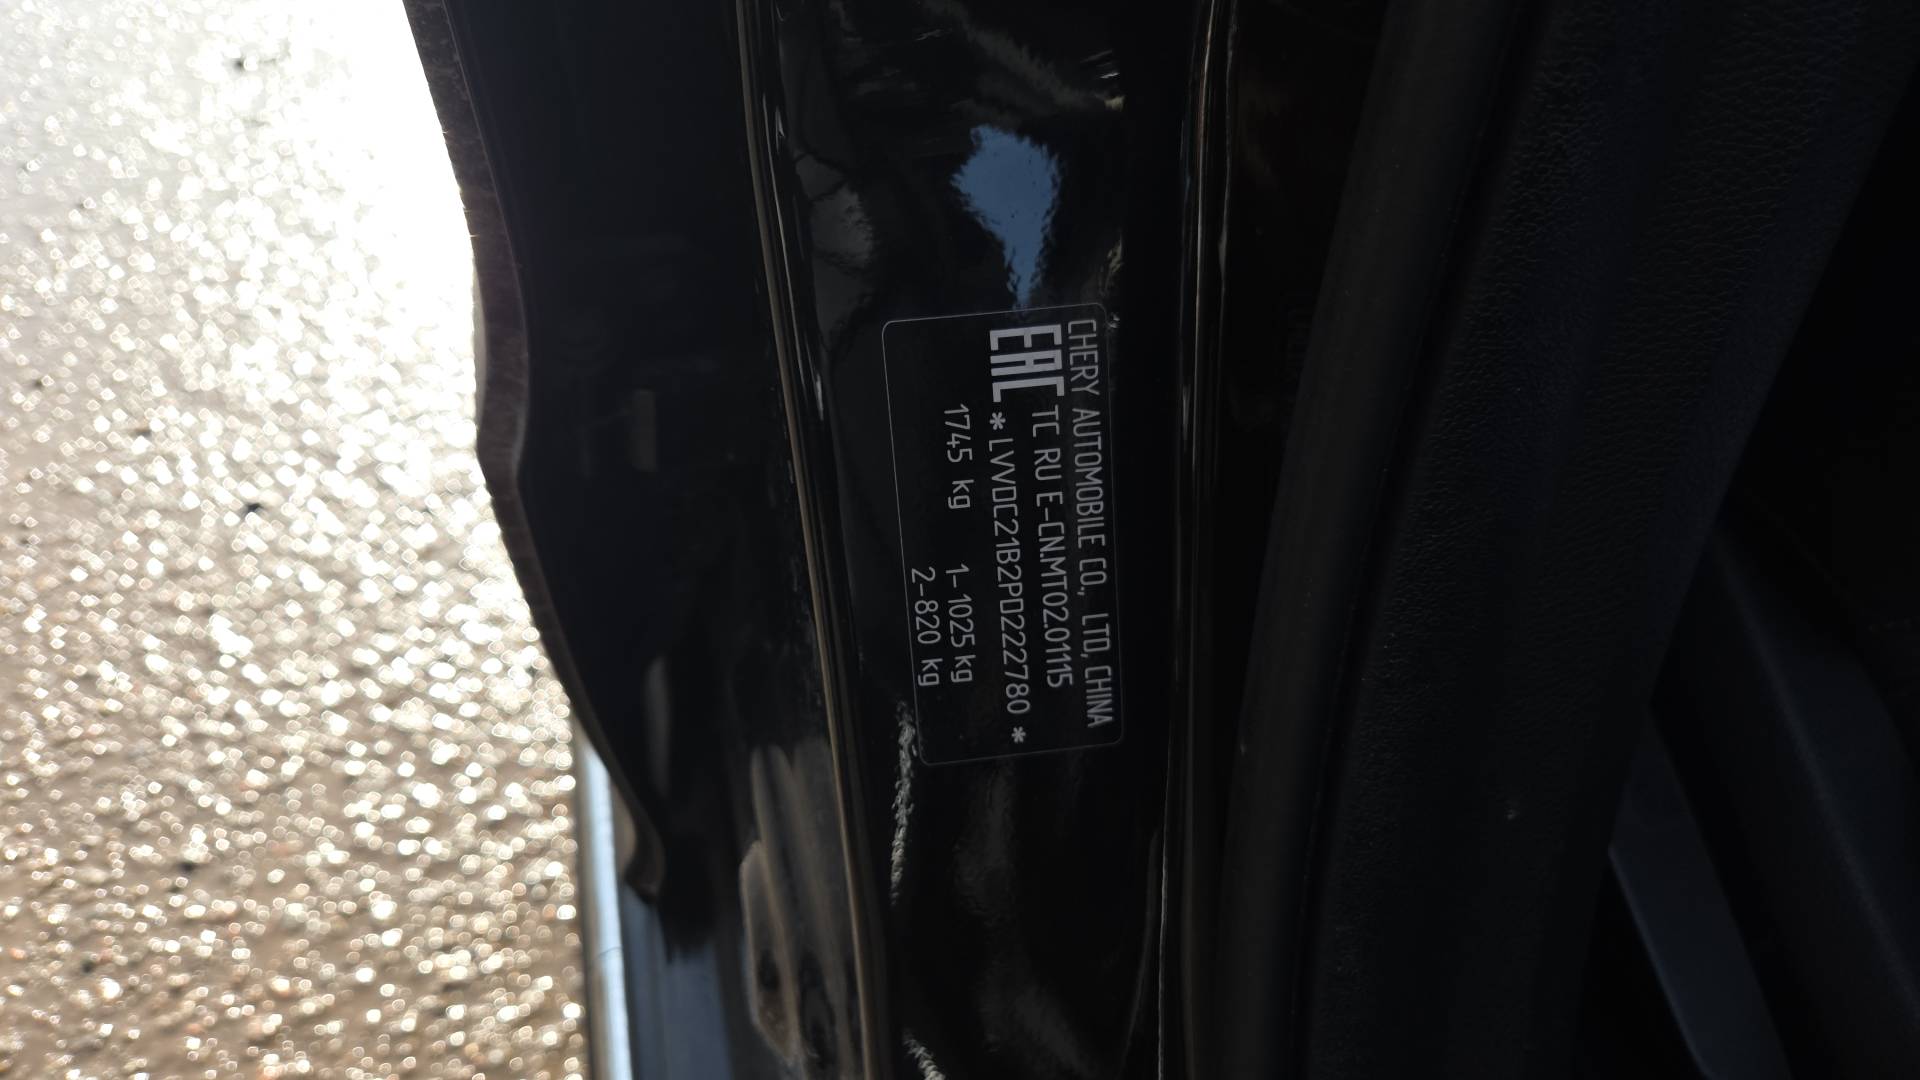 CHERY AUTOMOBILE CO., LTD, CHINA
EAC TC RU E-CN.MT02.01115
*LVVDC21B2PD222780*
1745 kg 1-1025 kg
2-820 kg